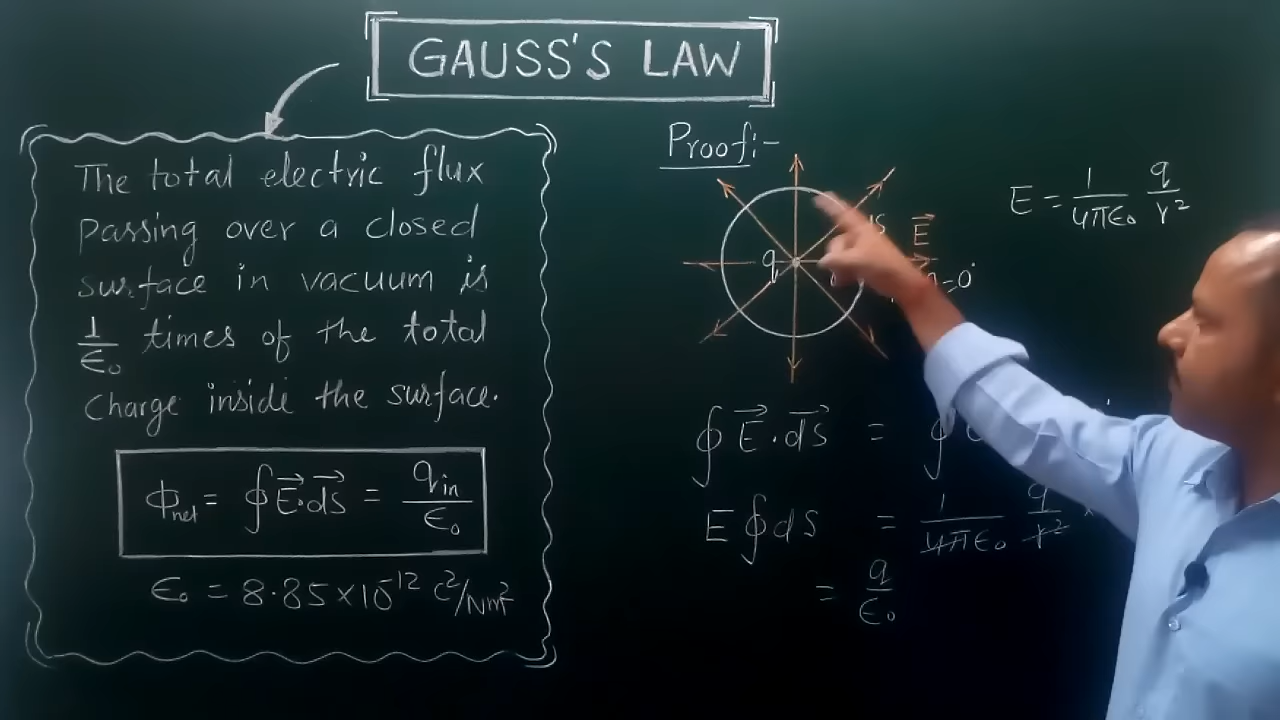 GAUSS'S LAW
The total electric flux
passing over a closed
surface in vacuum is
1/ϵ₀ times of the total
Charge inside the surface.
ϕnet = ∮E⃗·ds⃗ = qin/ϵ₀
ϵ₀ = 8.85×10⁻¹² C²/Nm²
Proof:-
E = 1/4πϵ₀ q/r²
E⃗
q
=0°
∮E⃗·ds⃗ = ∮
E∮ds = 1/4πϵ₀ q/r² ×
= q/ϵ₀